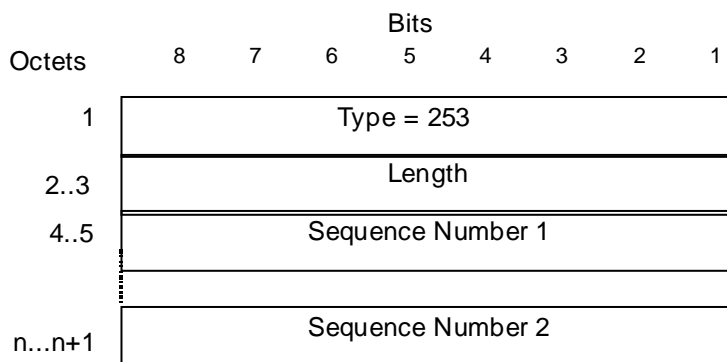 Bits
Octets 8 7 6 5 4 3 2 1
1 Type = 253
2..3 Length
4..5 Sequence Number 1
n...n+1 Sequence Number 2